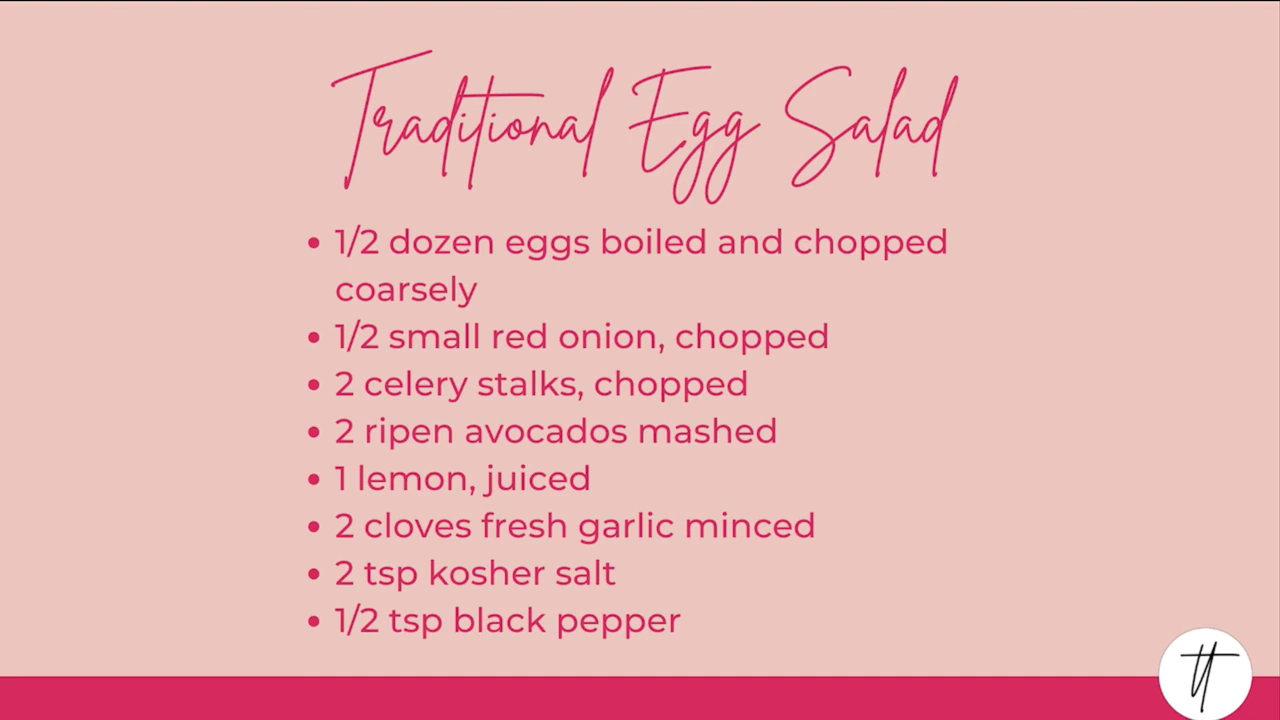 Traditional Egg Salad
• 1/2 dozen eggs boiled and chopped
coarsely
• 1/2 small red onion, chopped
• 2 celery stalks, chopped
• 2 ripen avocados mashed
• 1 lemon, juiced
• 2 cloves fresh garlic minced
• 2 tsp kosher salt
• 1/2 tsp black pepper
tt